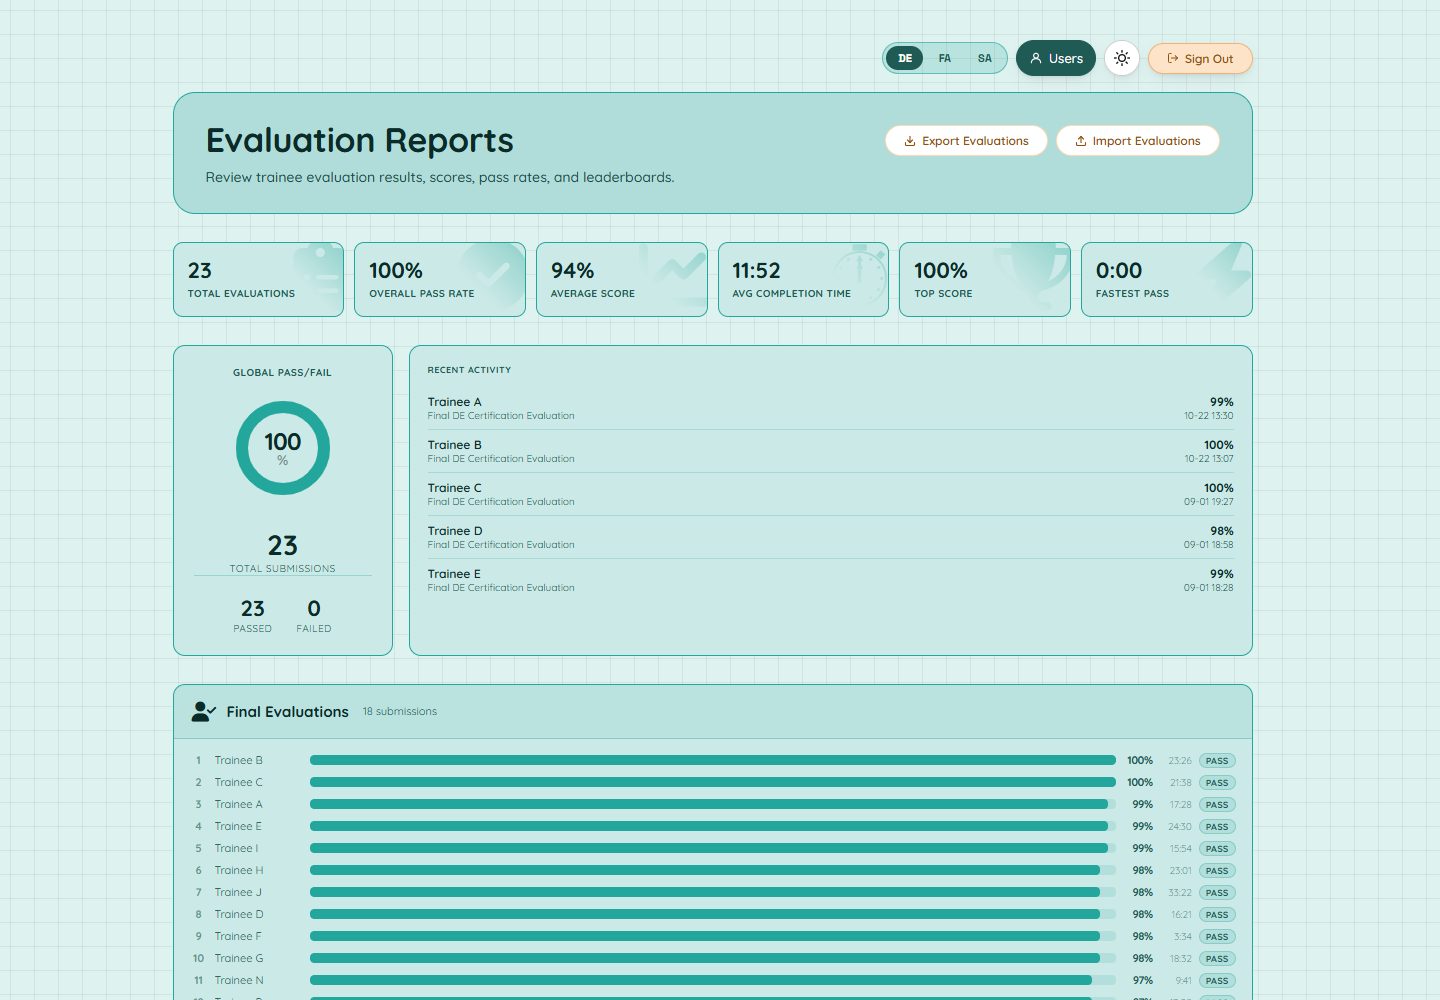 DE FA SA Users Sign Out
Evaluation Reports
Export Evaluations Import Evaluations
Review trainee evaluation results, scores, pass rates, and leaderboards.
23
TOTAL EVALUATIONS
100%
OVERALL PASS RATE
94%
AVERAGE SCORE
11:52
AVG COMPLETION TIME
100%
TOP SCORE
0:00
FASTEST PASS
GLOBAL PASS/FAIL
100
%
23
TOTAL SUBMISSIONS
23
PASSED
0
FAILED
RECENT ACTIVITY
Trainee A 99%
Final DE Certification Evaluation 10-22 13:30
Trainee B 100%
Final DE Certification Evaluation 10-22 13:07
Trainee C 100%
Final DE Certification Evaluation 09-01 19:27
Trainee D 98%
Final DE Certification Evaluation 09-01 18:58
Trainee E 99%
Final DE Certification Evaluation 09-01 18:28
Final Evaluations 18 submissions
1 Trainee B 100% 23:26 PASS
2 Trainee C 100% 21:38 PASS
3 Trainee A 99% 17:28 PASS
4 Trainee E 99% 24:30 PASS
5 Trainee I 99% 15:54 PASS
6 Trainee H 98% 23:01 PASS
7 Trainee J 98% 33:22 PASS
8 Trainee D 98% 16:21 PASS
9 Trainee F 98% 3:34 PASS
10 Trainee G 98% 18:32 PASS
11 Trainee N 97% 9:41 PASS